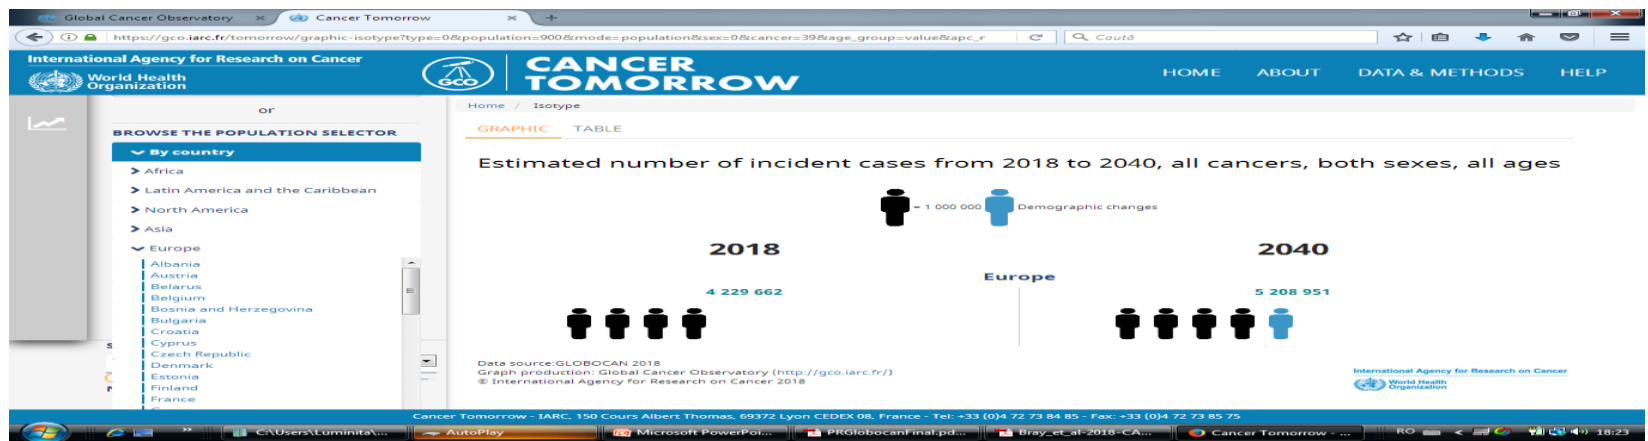 Global Cancer Observatory
Cancer Tomorrow
https://gco.iarc.fr/tomorrow/graphic-isotype?type=0&population=900&mode=population&sex=0&cancer=39&age_group=value&apc_r
Caută
International Agency for Research on Cancer
World Health
Organization
GCO
CANCER
TOMORROW
HOME ABOUT DATA & METHODS HELP
or
BROWSE THE POPULATION SELECTOR
By country
Africa
Latin America and the Caribbean
North America
Asia
Europe
Albania
Austria
Belarus
Belgium
Bosnia and Herzegovina
Bulgaria
Croatia
Cyprus
Czech Republic
Denmark
Estonia
Finland
France
Home / Isotype
GRAPHIC TABLE
Estimated number of incident cases from 2018 to 2040, all cancers, both sexes, all ages
= 1 000 000 Demographic changes
2018 2040
Europe
4 229 662 5 208 951
Data source:GLOBOCAN 2018
Graph production: Global Cancer Observatory (http://gco.iarc.fr/)
© International Agency for Research on Cancer 2018
International Agency for Research on Cancer
World Health
Organization
Cancer Tomorrow - IARC, 150 Cours Albert Thomas, 69372 Lyon CEDEX 08, France - Tel: +33 (0)4 72 73 84 85 - Fax: +33 (0)4 72 73 85 75
C:\Users\Luminita\... AutoPlay Microsoft PowerPoi... PRGlobocanFinal.pd... Bray_et_al-2018-CA... Cancer Tomorrow - ... RO 18:23